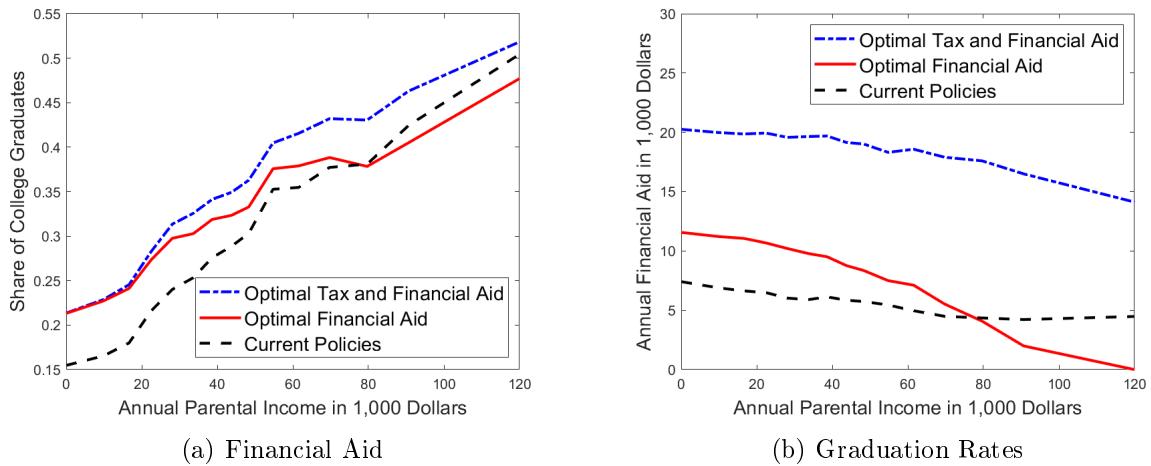 0.55
0.5
0.45
0.4
0.35
0.3
0.25
0.2
0.15
Share of College Graduates
Optimal Tax and Financial Aid
Optimal Financial Aid
Current Policies
0 20 40 60 80 100 120
Annual Parental Income in 1,000 Dollars
(a) Financial Aid
30
25
20
15
10
5
0
Annual Financial Aid in 1,000 Dollars
Optimal Tax and Financial Aid
Optimal Financial Aid
Current Policies
0 20 40 60 80 100 120
Annual Parental Income in 1,000 Dollars
(b) Graduation Rates